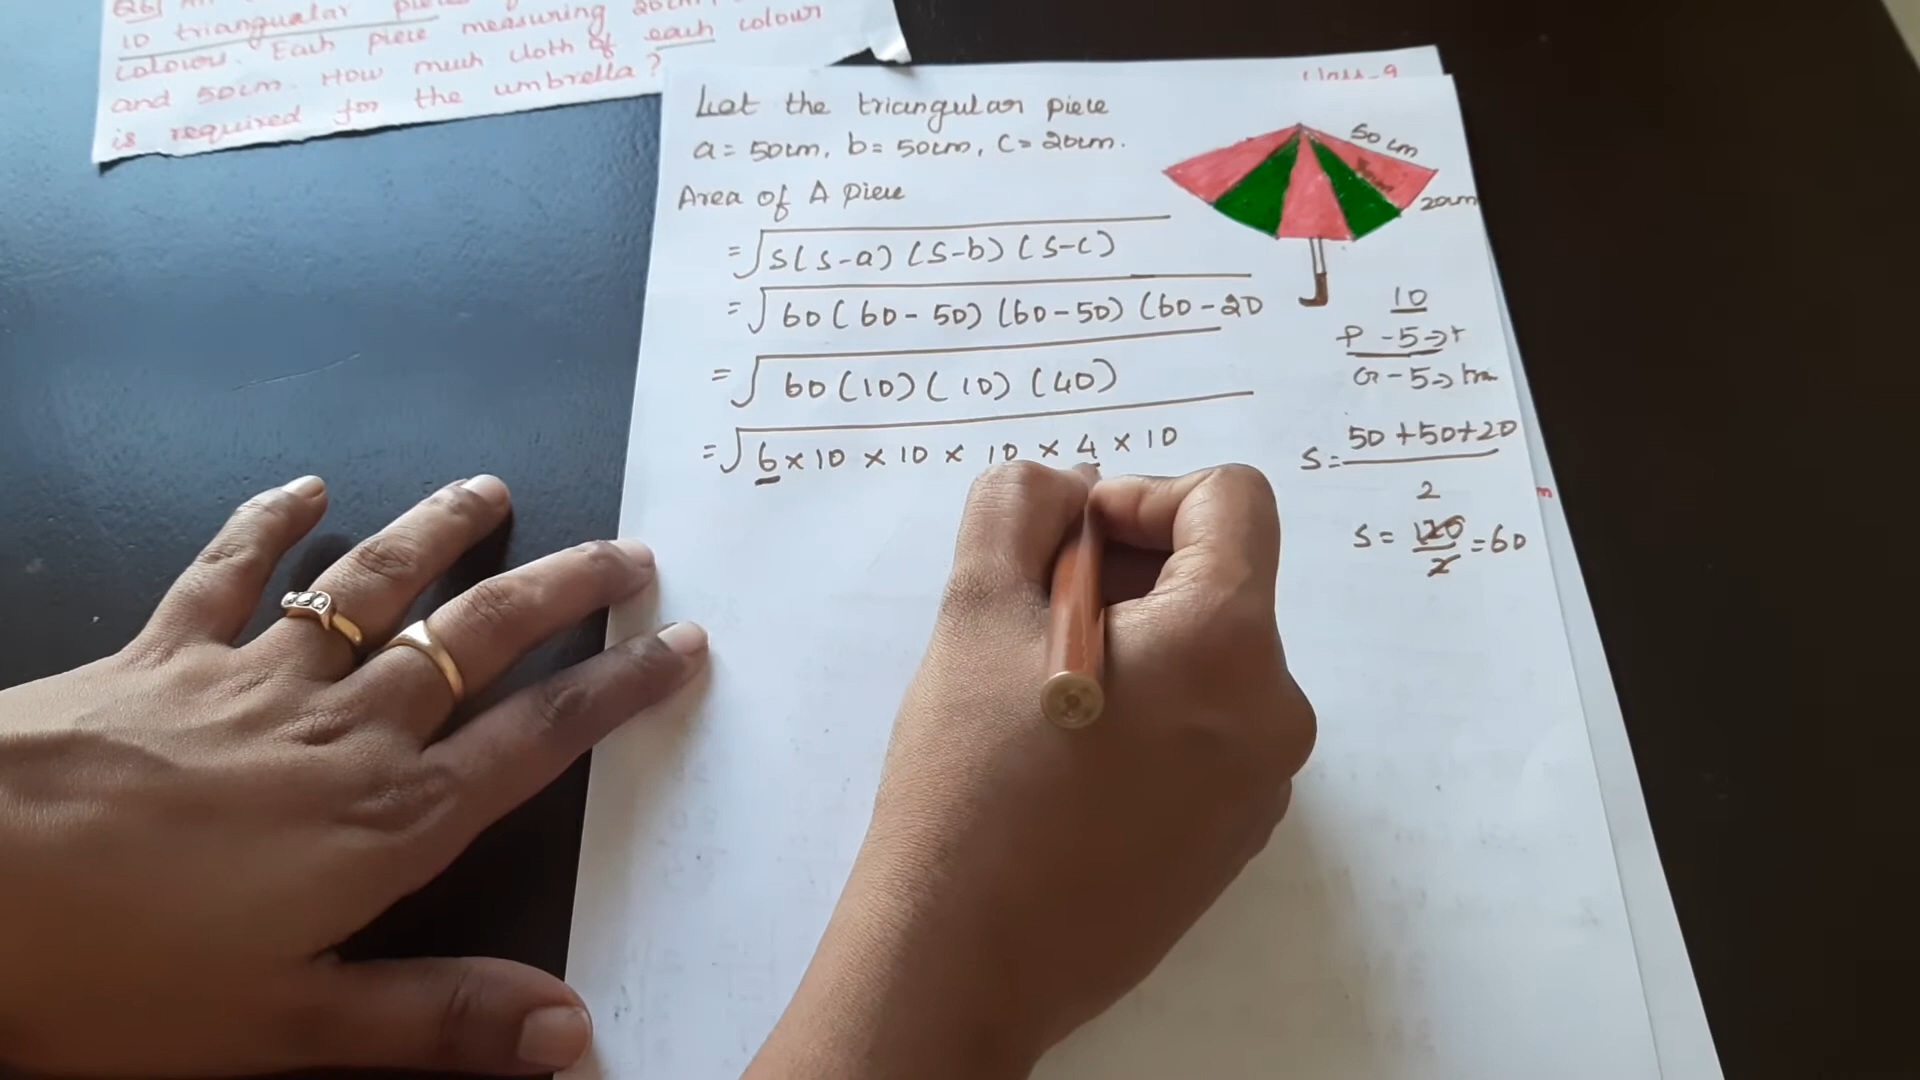 10 triangular
colours. Each piece measuring 20cm,
and 50cm. How much cloth of each colour
is required for the umbrella?
Class-9
Let the triangular piece
a = 50cm, b = 50cm, c = 20cm.
50 cm
20cm
Area of A piece
= √s(s-a)(s-b)(s-c)
= √60(60-50)(60-50)(60-20
= √60(10)(10)(40)
= √6×10×10×10×4×10
10
P - 5 →
G - 5 →
s = 50+50+20
2
s = 120/2 = 60